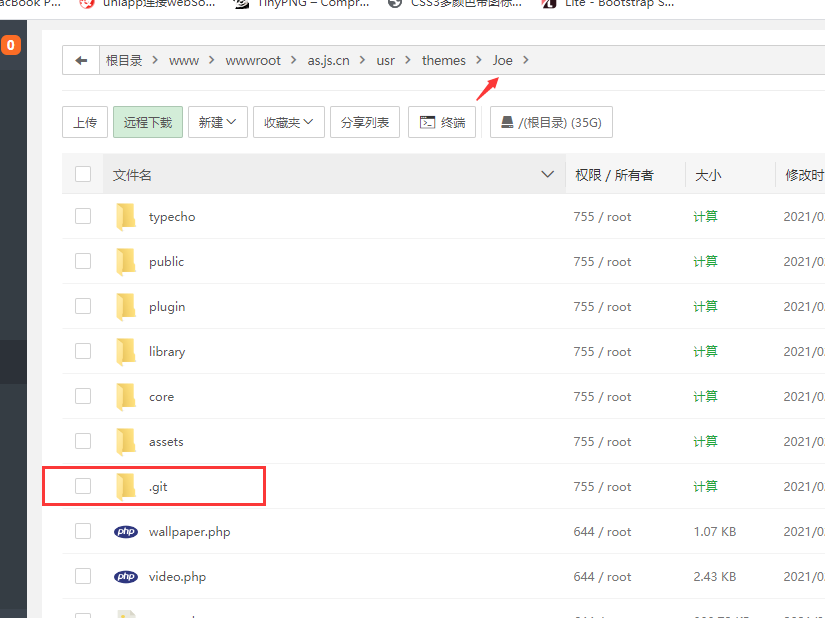 acBook P... uniapp连接webSo... TinyPNG – Compr... CSS3多颜色带图标... Lite - Bootstrap S...
0
根目录 > www > wwwroot > as.js.cn > usr > themes > Joe >
上传 远程下载 新建 收藏夹 分享列表 终端 /(根目录) (35G)
文件名 权限 / 所有者 大小 修改时
typecho 755 / root 计算 2021/0
public 755 / root 计算 2021/0
plugin 755 / root 计算 2021/0
library 755 / root 计算 2021/0
core 755 / root 计算 2021/0
assets 755 / root 计算 2021/0
.git 755 / root 计算 2021/0
php wallpaper.php 644 / root 1.07 KB 2021/0
php video.php 644 / root 2.43 KB 2021/0